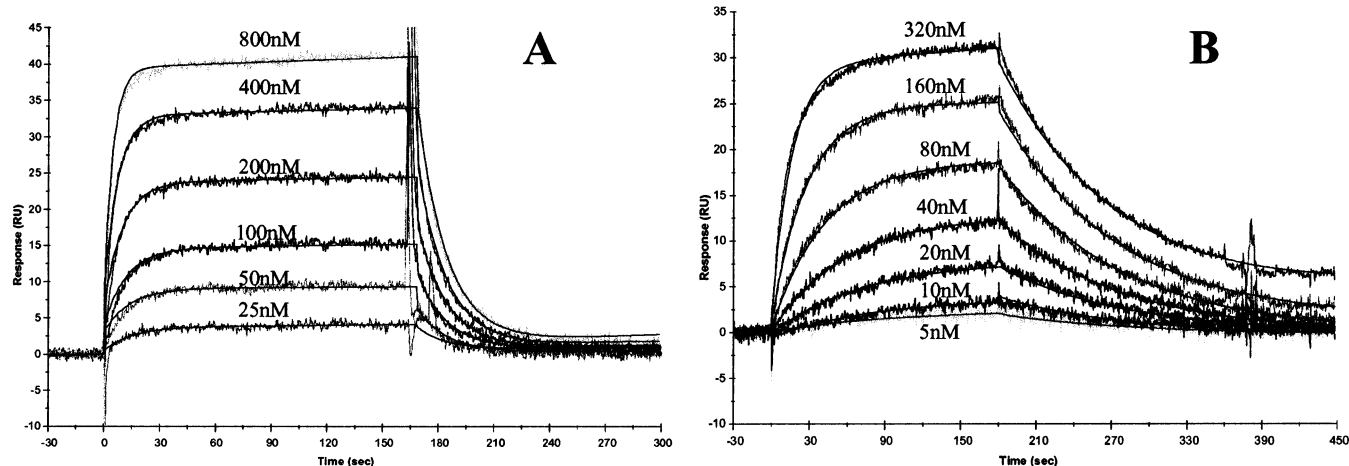 A
45
40
35
30
25
20
15
10
5
0
-5
-10
Response (RU)
800nM
400nM
200nM
100nM
50nM
25nM
-30 0 30 60 90 120 150 180 210 240 270 300
Time (sec)
B
35
30
25
20
15
10
5
0
-5
-10
Response (RU)
320nM
160nM
80nM
40nM
20nM
10nM
5nM
-30 30 90 150 210 270 330 390 450
Time (sec)